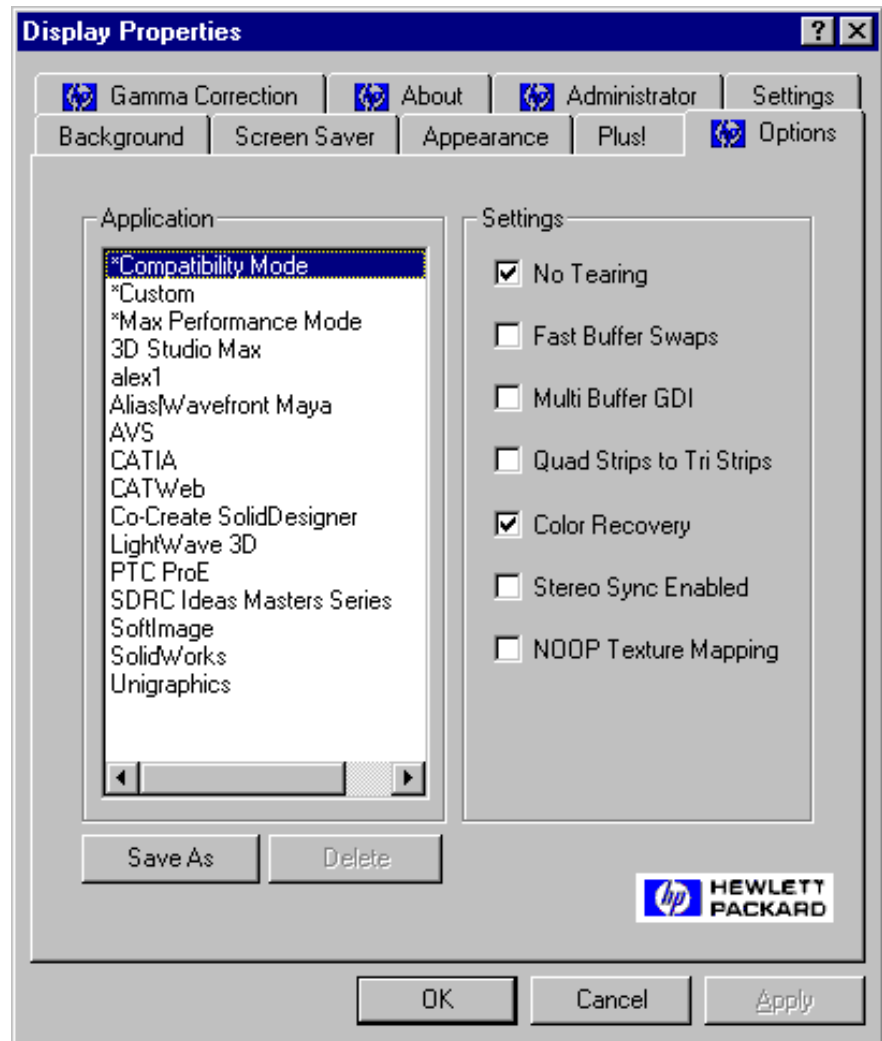 Display Properties
Gamma Correction
About
Administrator
Settings
Background
Screen Saver
Appearance
Plus!
Options
Application
*Compatibility Mode
*Custom
*Max Performance Mode
3D Studio Max
alex1
Alias|Wavefront Maya
AVS
CATIA
CATWeb
Co-Create SolidDesigner
LightWave 3D
PTC ProE
SDRC Ideas Masters Series
SoftImage
SolidWorks
Unigraphics
Settings
No Tearing
Fast Buffer Swaps
Multi Buffer GDI
Quad Strips to Tri Strips
Color Recovery
Stereo Sync Enabled
NOOP Texture Mapping
Save As
Delete
hp HEWLETT
PACKARD
OK
Cancel
Apply